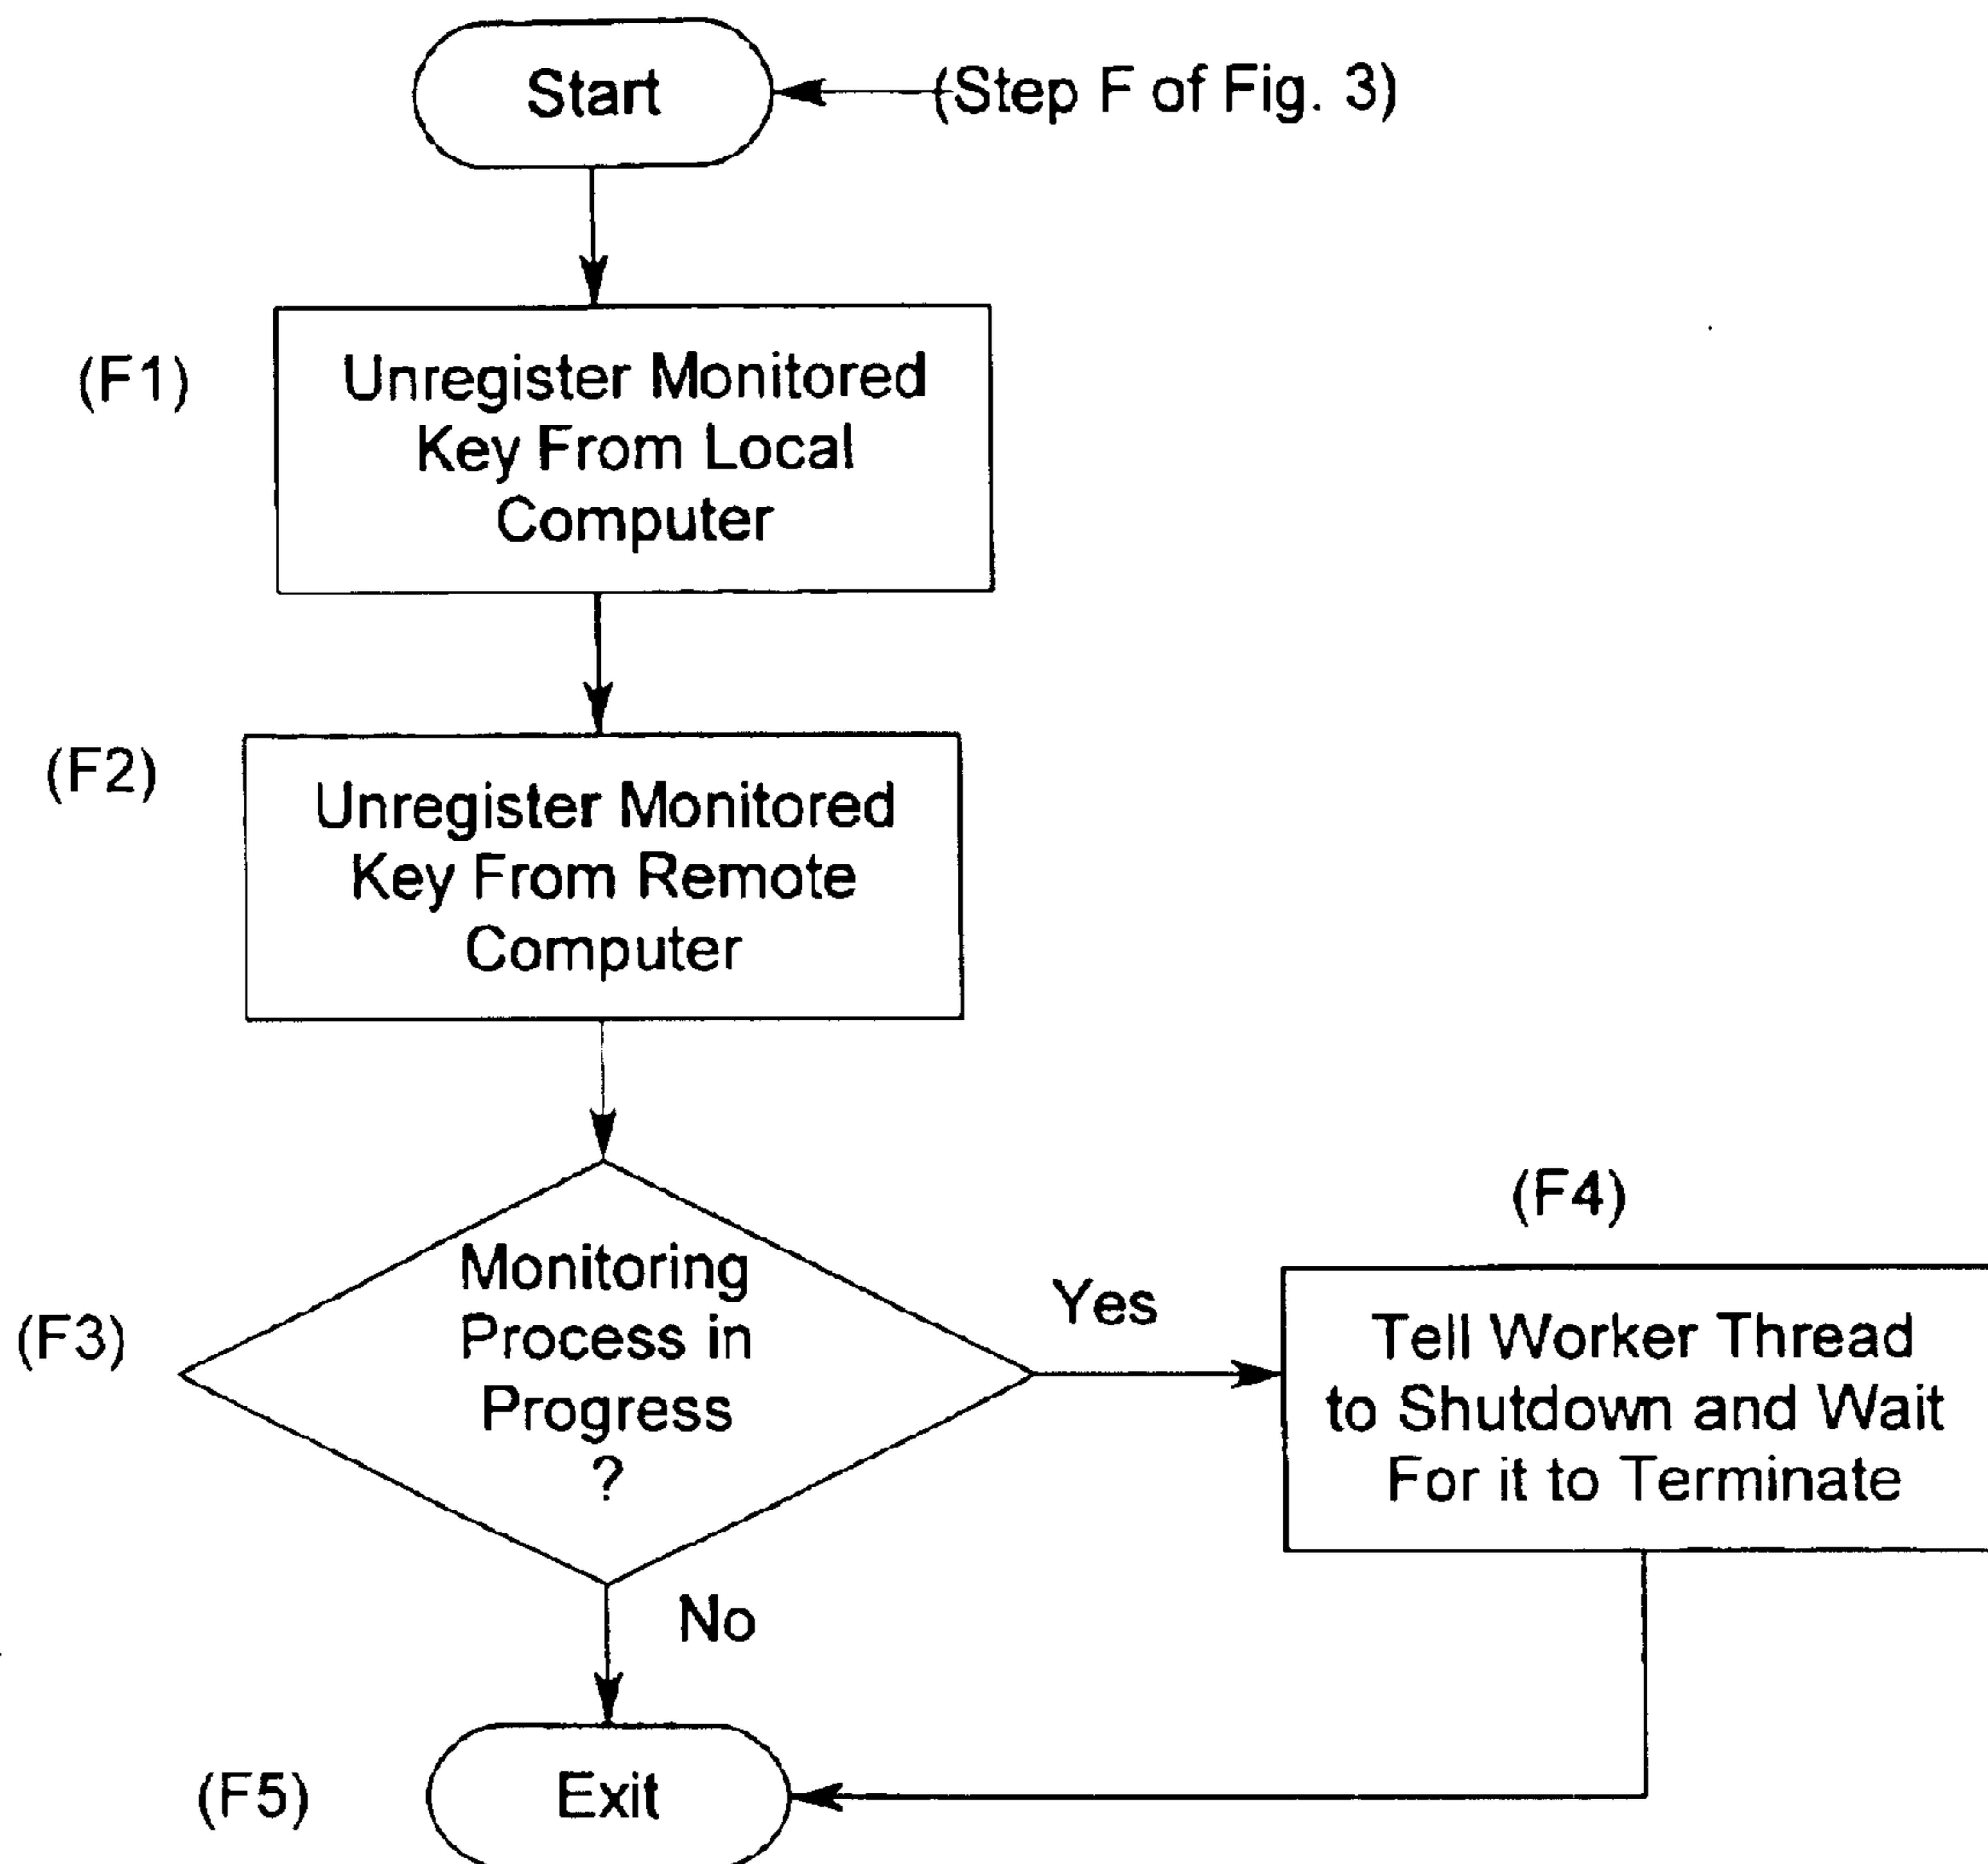 Start
(Step F of Fig. 3)
(F1)
Unregister Monitored
Key From Local
Computer
(F2)
Unregister Monitored
Key From Remote
Computer
(F3)
Monitoring
Process in
Progress
?
Yes
(F4)
Tell Worker Thread
to Shutdown and Wait
For it to Terminate
No
(F5)
Exit